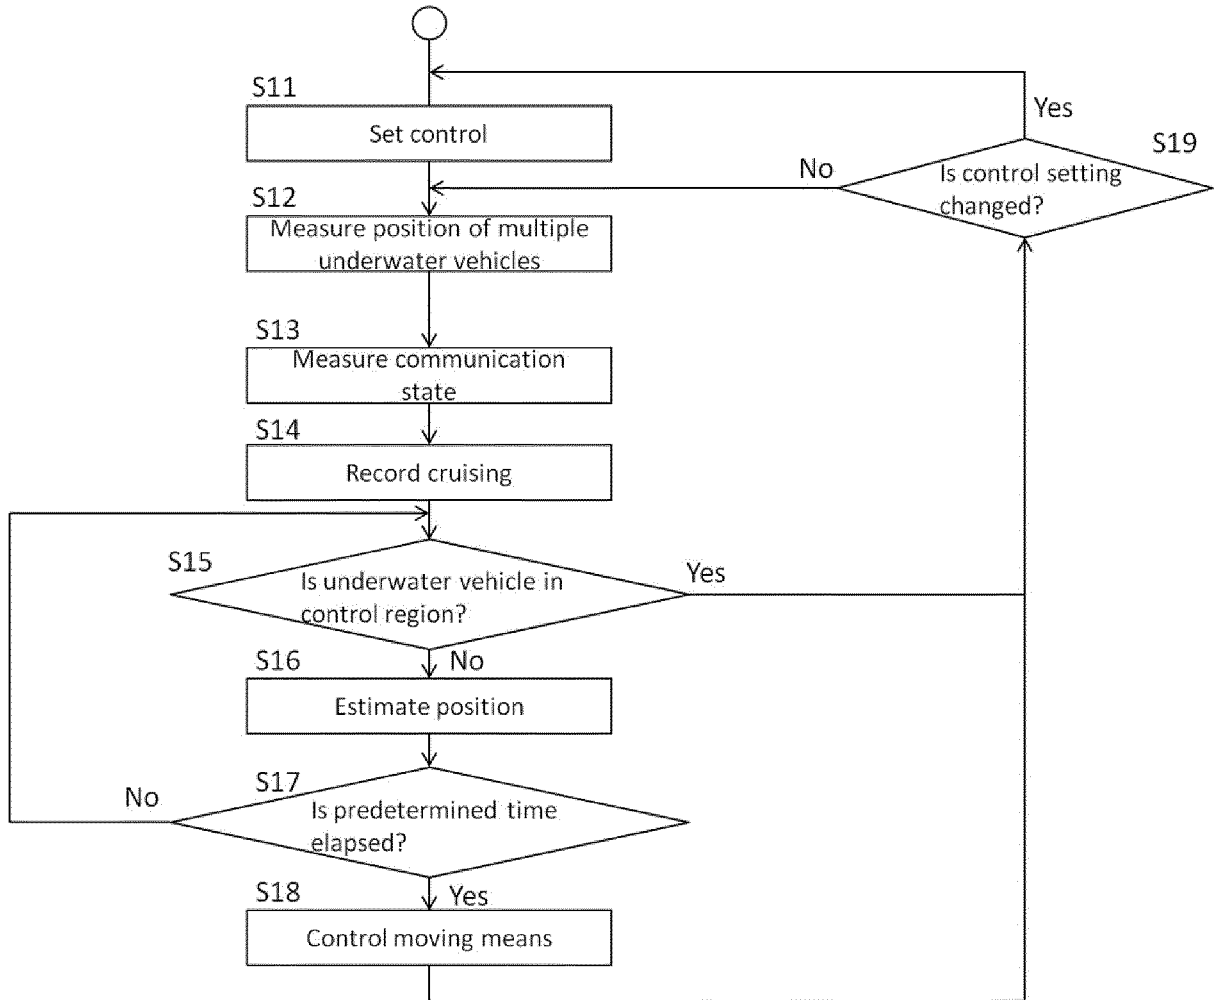 S11
Set control
Yes
S19
Is control setting
changed?
No
S12
Measure position of multiple
underwater vehicles
S13
Measure communication
state
S14
Record cruising
S15
Is underwater vehicle in
control region?
Yes
No
S16
Estimate position
S17
Is predetermined time
elapsed?
No
Yes
S18
Control moving means